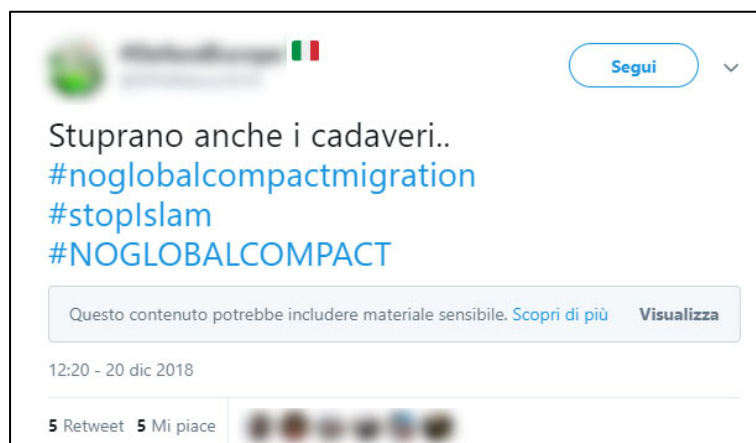 Segui
Stuprano anche i cadaveri..
#noglobalcompactmigration
#stopIslam
#NOGLOBALCOMPACT
Questo contenuto potrebbe includere materiale sensibile. Scopri di più Visualizza
12:20 - 20 dic 2018
5 Retweet 5 Mi piace